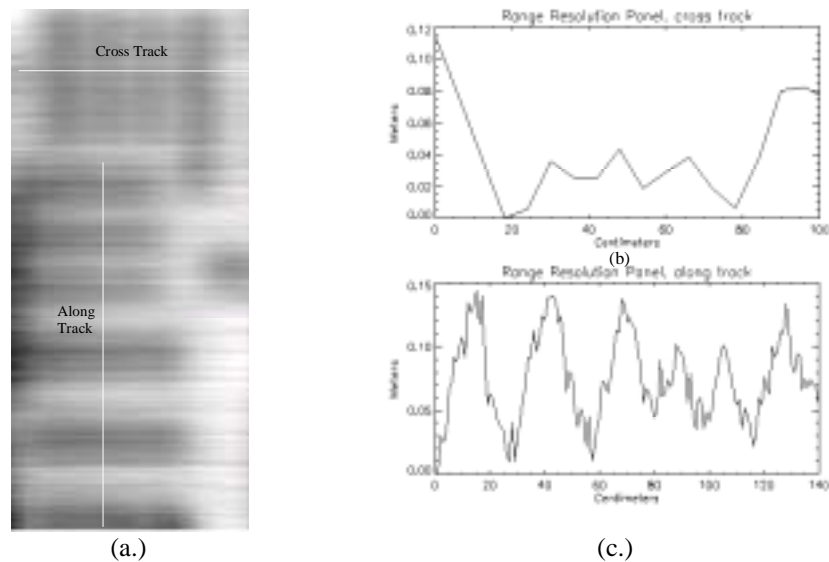 Cross Track
Along
Track
(a.)
Range Resolution Panel, cross track
Meters
0.12
0.10
0.08
0.06
0.04
0.02
0.00
0 20 40 60 80 100
Centimeters
(b)
Range Resolution Panel, along track
Meters
0.15
0.10
0.05
0.00
0 20 40 60 80 100 120 140
Centimeters
(c.)